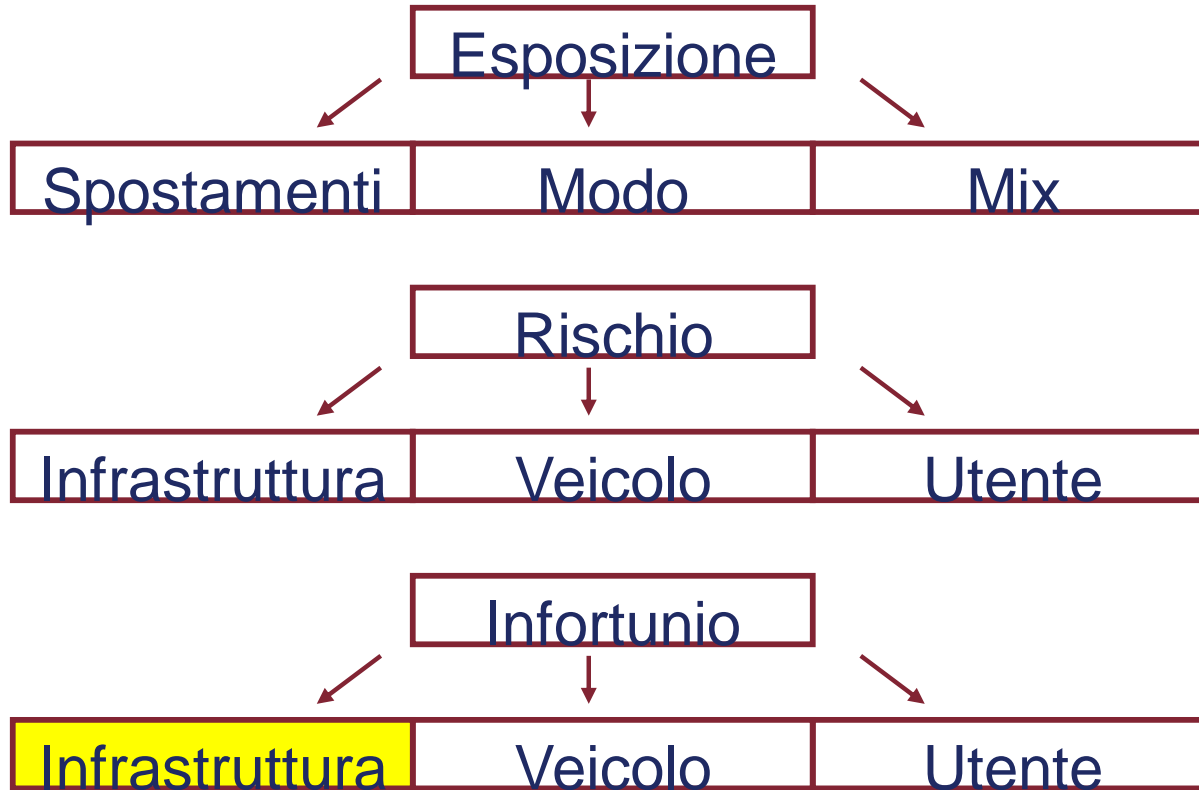 Esposizione
Spostamenti Modo Mix
Rischio
Infrastruttura Veicolo Utente
Infortunio
Infrastruttura Veicolo Utente